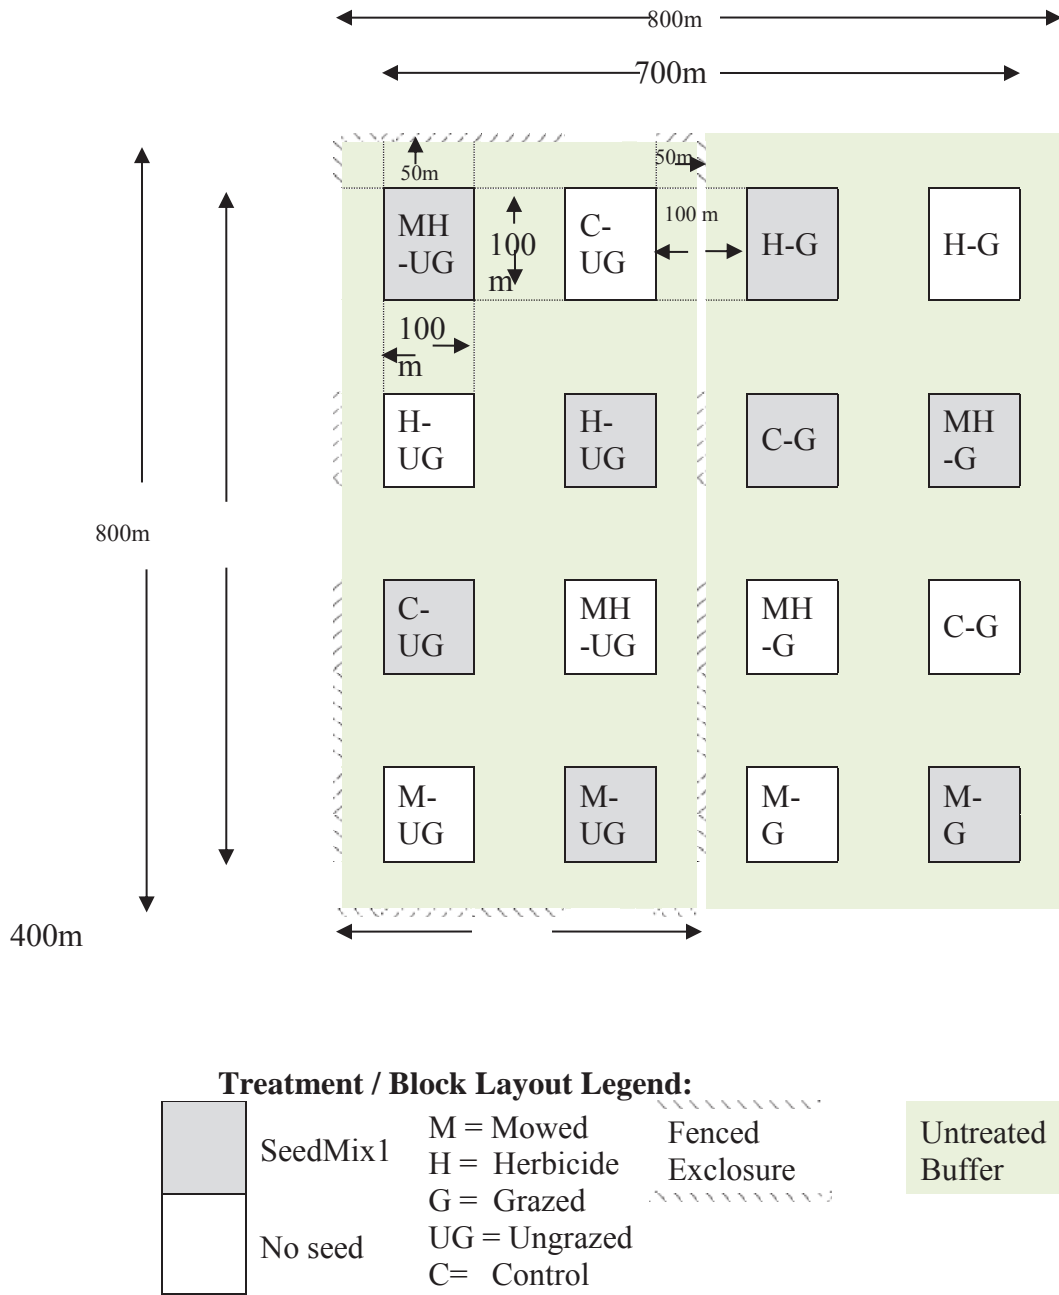 800m
700m
50m
50m
MH
-UG
100
m
C-
UG
100 m
H-G
H-G
100
m
H-
UG
H-
UG
C-G
MH
-G
800m
C-
UG
MH
-UG
MH
-G
C-G
M-
UG
M-
UG
M-
G
M-
G
400m
Treatment / Block Layout Legend:
SeedMix1
No seed
M = Mowed
H = Herbicide
G = Grazed
UG = Ungrazed
C= Control
Fenced
Exclosure
Untreated
Buffer